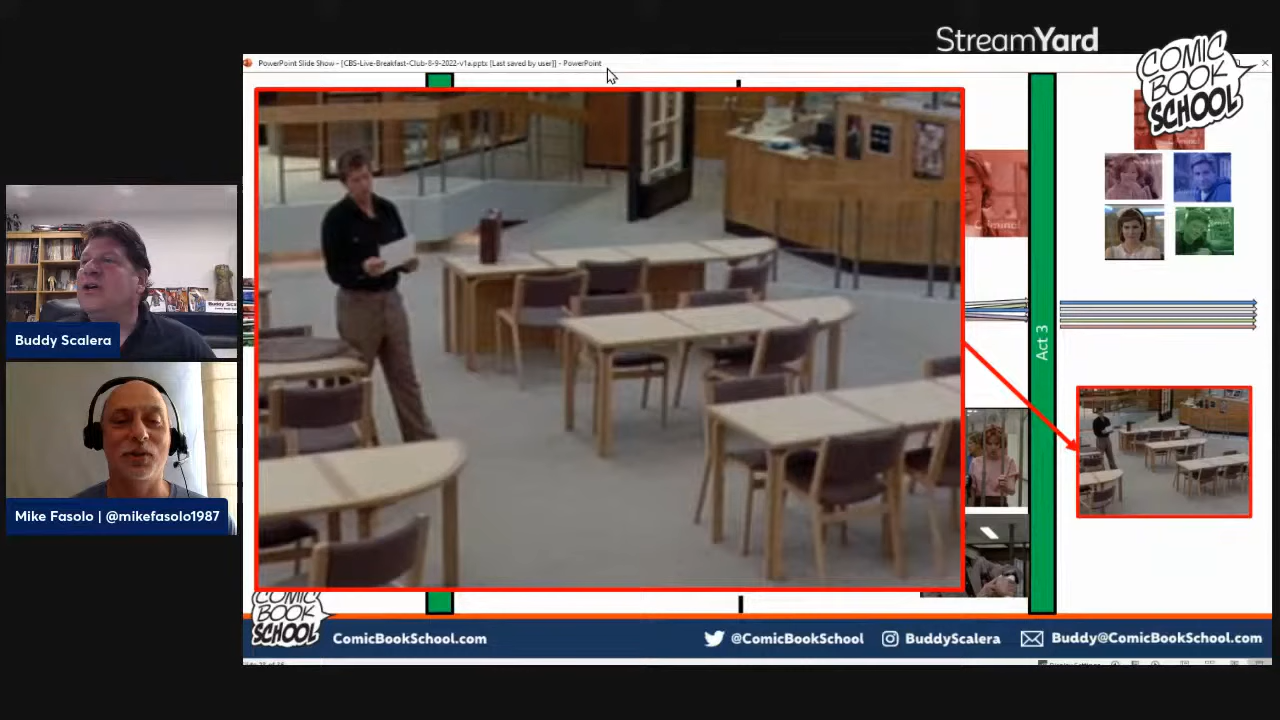 StreamYard
COMIC
BOOK
SCHOOL
PowerPoint Slide Show - [CBS-Live-Breakfast-Club-8-9-2022-v1a.pptx [Last saved by user]] - PowerPoint
Criminal
Act 3
Buddy Scalera
Mike Fasolo | @mikefasolo1987
COMIC
BOOK
SCHOOL
ComicBookSchool.com
@ComicBookSchool
BuddyScalera
Buddy@ComicBookSchool.com